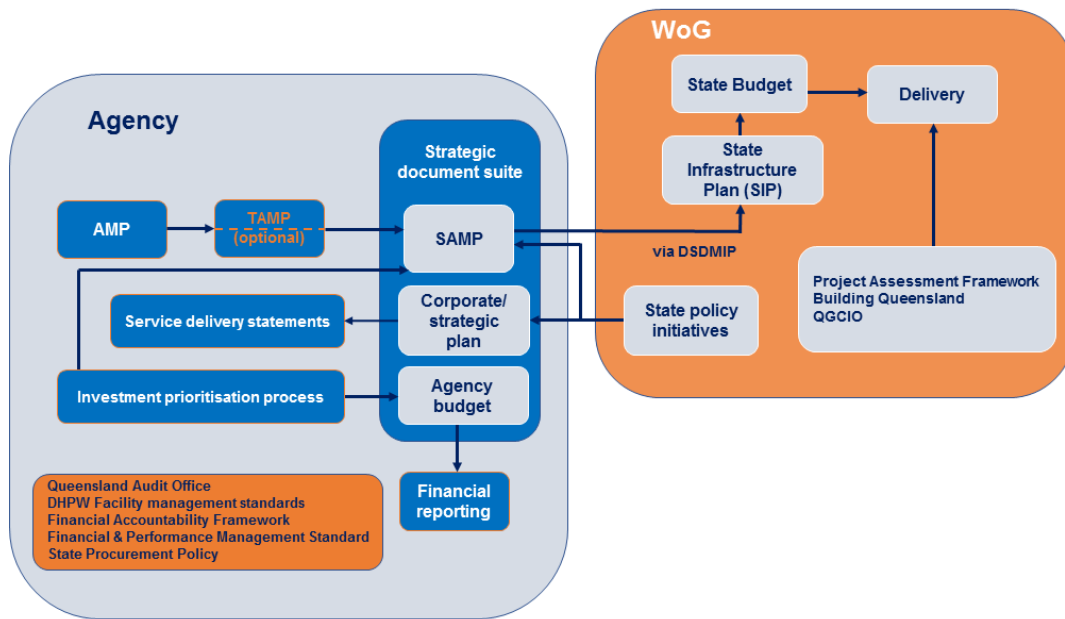 WoG
State Budget
Delivery
Agency
Strategic
document suite
State
Infrastructure
Plan (SIP)
AMP
TAMP
(optional)
SAMP
via DSDMIP
Project Assessment Framework
Building Queensland
QGCIO
Service delivery statements
Corporate/
strategic
plan
State policy
initiatives
Investment prioritisation process
Agency
budget
Queensland Audit Office
DHPW Facility management standards
Financial Accountability Framework
Financial & Performance Management Standard
State Procurement Policy
Financial
reporting